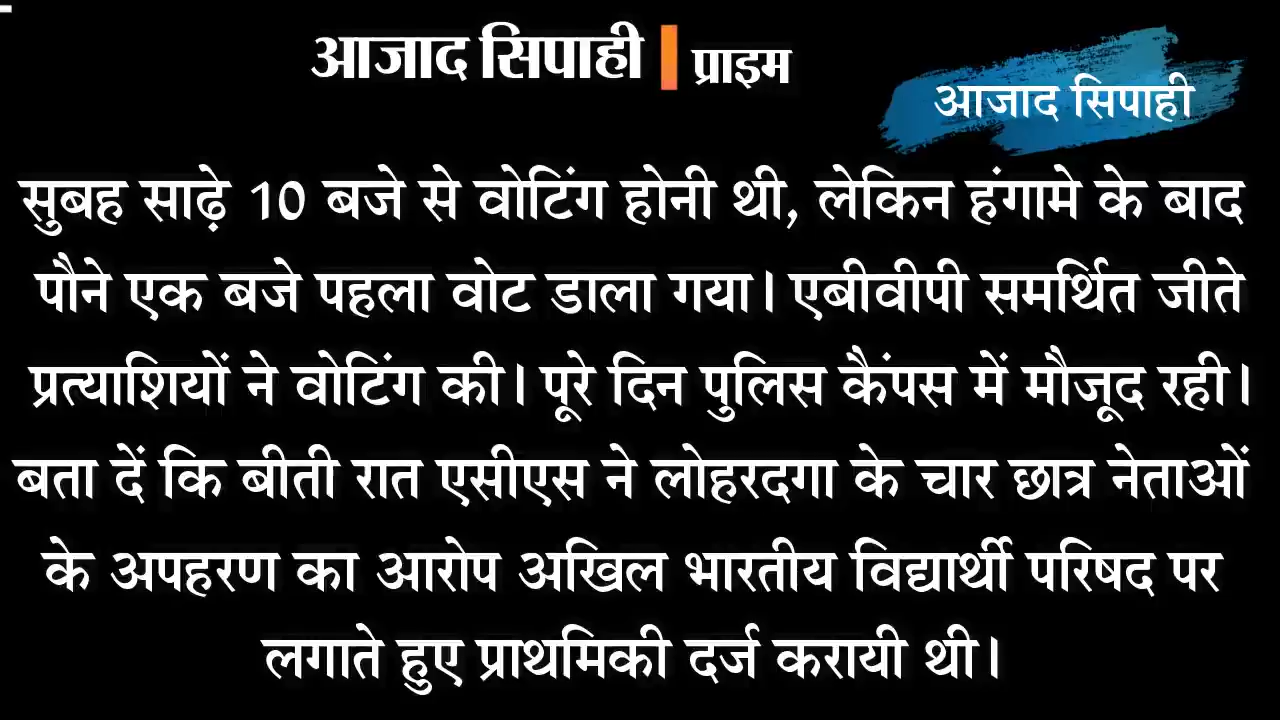 आजाद सिपाही | प्राइम
आजाद सिपाही
सुबह साढ़े 10 बजे से वोटिंग होनी थी, लेकिन हंगामे के बाद
पौने एक बजे पहला वोट डाला गया। एबीवीपी समर्थित जीते
प्रत्याशियों ने वोटिंग की। पूरे दिन पुलिस कैंपस में मौजूद रही।
बता दें कि बीती रात एसीएस ने लोहरदगा के चार छात्र नेताओं
के अपहरण का आरोप अखिल भारतीय विद्यार्थी परिषद पर
लगाते हुए प्राथमिकी दर्ज करायी थी।